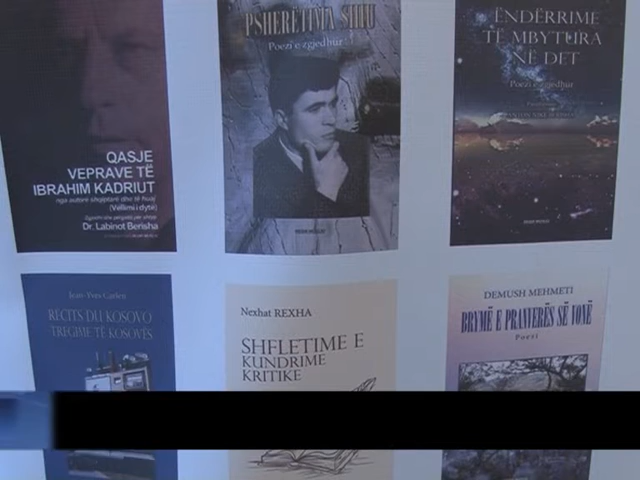 QASJE
VEPRAVE TË
IBRAHIM KADRIUT
nga autorë shqiptarë dhe të huaj
(Vëllimi i dytë)
Zgjodhi dhe përgatiti për shtyp
Dr. Labinot Berisha
PSHERËTIMA SHIU
Poezi e zgjedhur
ËNDËRRIME
TË MBYTURA
NË DET
Poezi e zgjedhur
Jean-Yves Carlen
RÉCITS DU KOSOVO
TREGIME TË KOSOVËS
Nexhat REXHA
SHFLETIME E
KUNDRIME
KRITIKE
DEMUSH MEHMETI
BRYMË E PRANVERËS SË VONË
Poezi